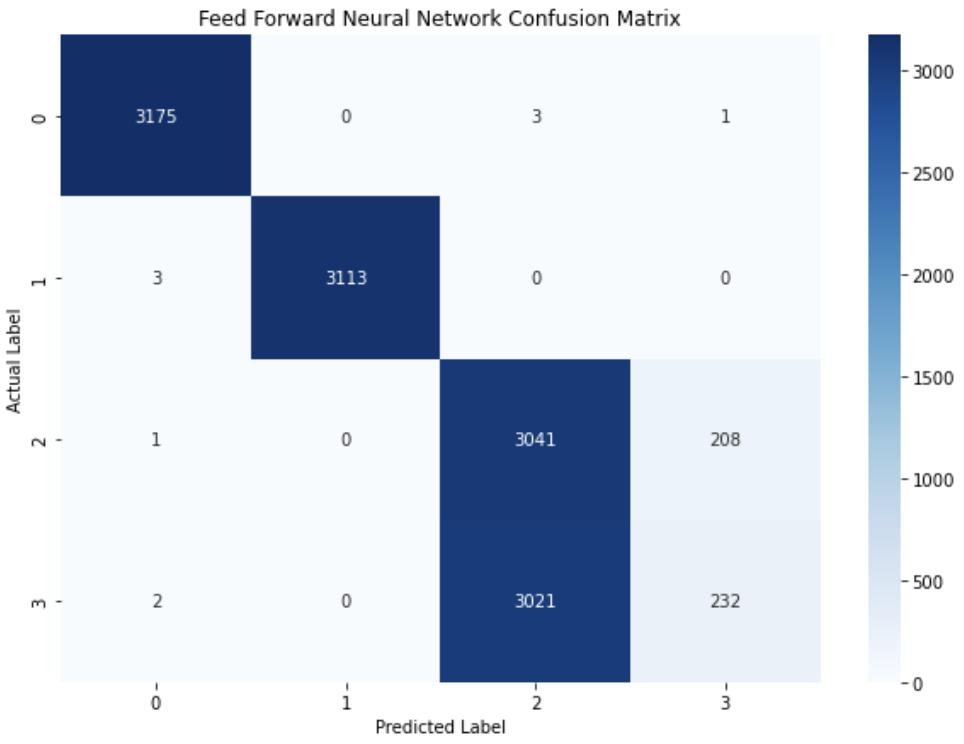 Feed Forward Neural Network Confusion Matrix
0 3175 0 3 1
1 3 3113 0 0
2 1 0 3041 208
3 2 0 3021 232
0 1 2 3
Predicted Label
Actual Label
3000
2500
2000
1500
1000
500
0